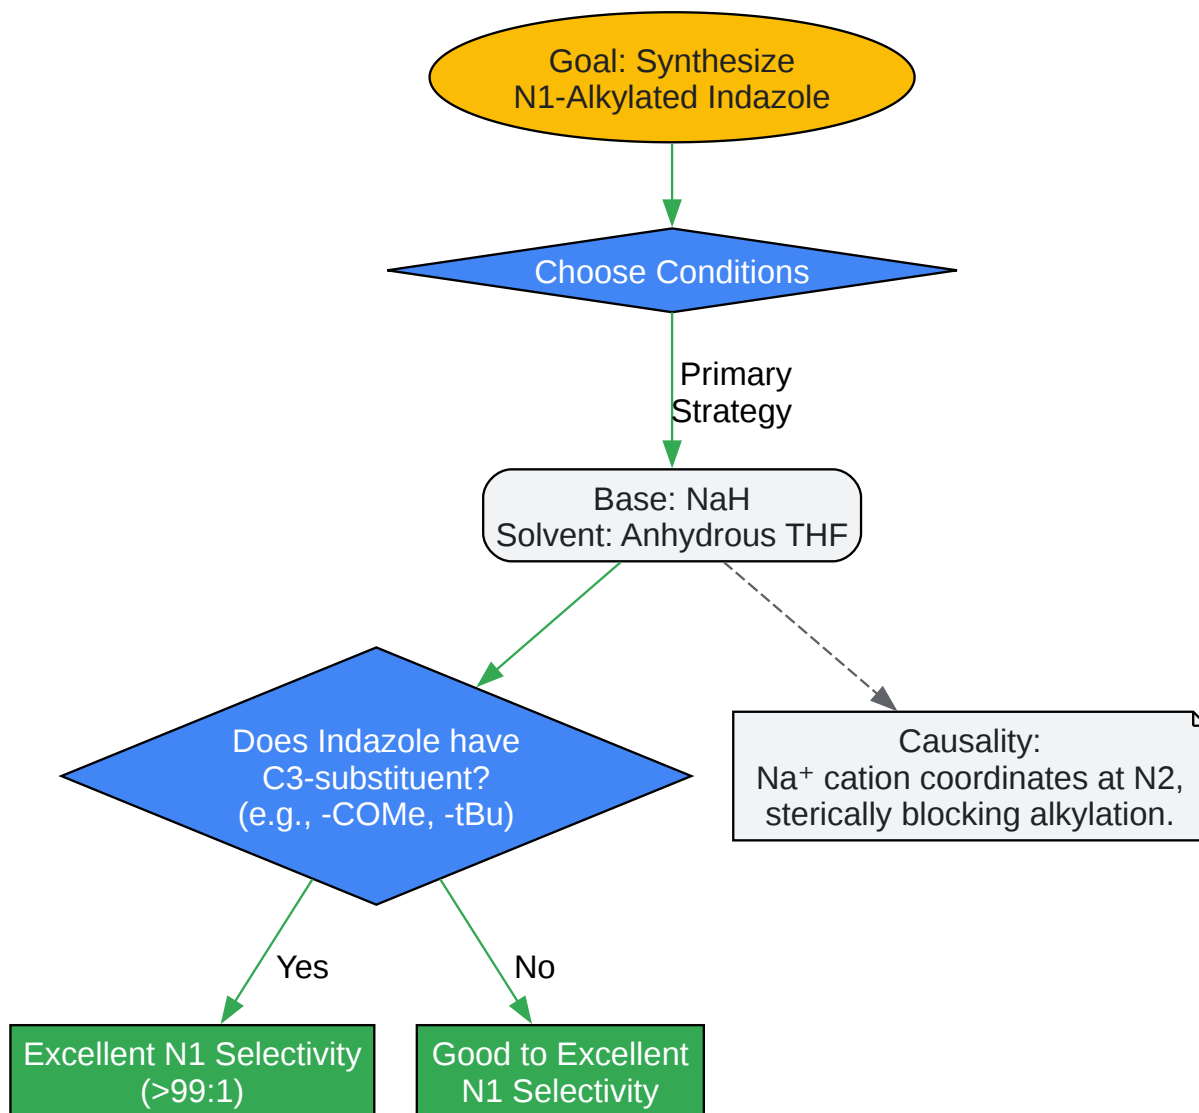 Goal: Synthesize
N1-Alkylated Indazole
Choose Conditions
Primary
Strategy
Base: NaH
Solvent: Anhydrous THF
Does Indazole have
C3-substituent?
(e.g., -COMe, -tBu)
Causality:
Na⁺ cation coordinates at N2,
sterically blocking alkylation.
Yes
No
Excellent N1 Selectivity
(>99:1)
Good to Excellent
N1 Selectivity